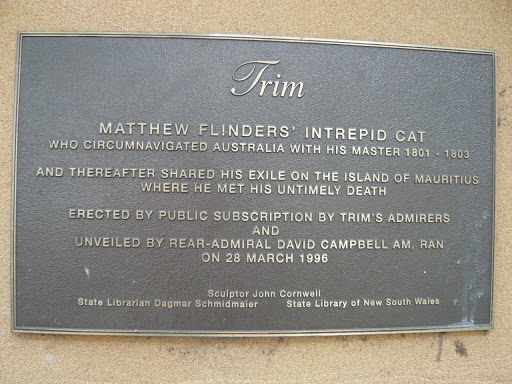 Trim
MATTHEW FLINDERS' INTREPID CAT
WHO CIRCUMNAVIGATED AUSTRALIA WITH HIS MASTER 1801 - 1803
AND THEREAFTER SHARED HIS EXILE ON THE ISLAND OF MAURITIUS
WHERE HE MET HIS UNTIMELY DEATH
ERECTED BY PUBLIC SUBSCRIPTION BY TRIM'S ADMIRERS
AND
UNVEILED BY REAR-ADMIRAL DAVID CAMPBELL AM, RAN
ON 28 MARCH 1996
Sculptor John Cornwell
State Librarian Dagmar Schmidmaier State Library of New South Wales